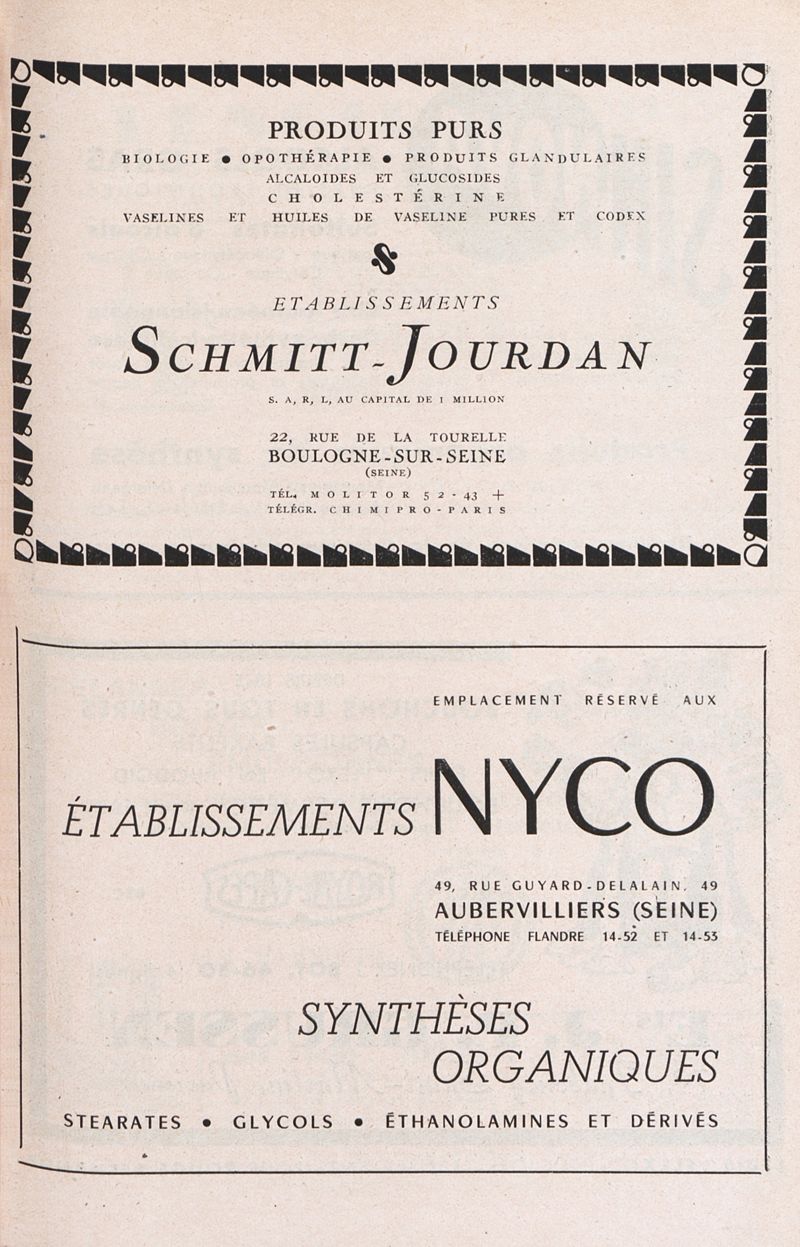 PRODUITS PURS
BIOLOGIE ● OPOTHÉRAPIE ● PRODUITS GLANDULAIRES
ALCALOIDES ET GLUCOSIDES
CHOLESTÉRINE
VASELINES ET HUILES DE VASELINE PURES ET CODEX
ETABLISSEMENTS
SCHMITT-JOURDAN
S. A, R, L, AU CAPITAL DE 1 MILLION
22, RUE DE LA TOURELLE
BOULOGNE-SUR-SEINE
(SEINE)
TÉL. MOLITOR 52-43 +
TÉLÉGR. CHIMIPRO-PARIS
EMPLACEMENT RÉSERVÉ AUX
ÉTABLISSEMENTS NYCO
49, RUE GUYARD-DELALAIN, 49
AUBERVILLIERS (SEINE)
TÉLÉPHONE FLANDRE 14-52 ET 14-53
SYNTHÈSES
ORGANIQUES
STEARATES ● GLYCOLS ● ÉTHANOLAMINES ET DÉRIVÉS